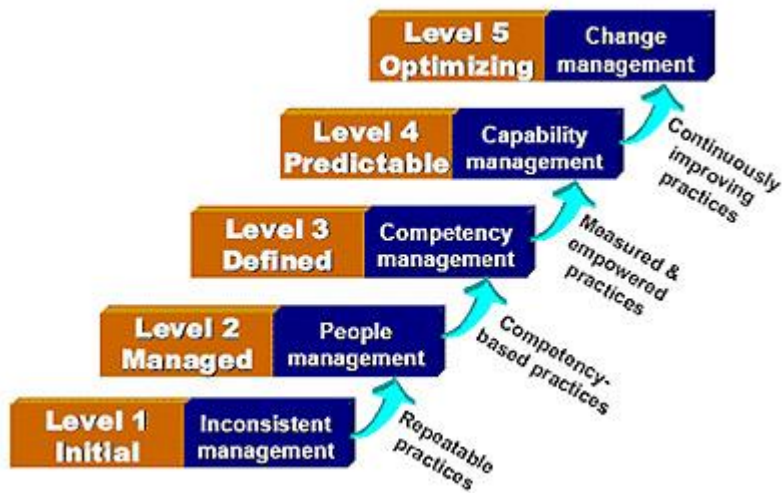 Level 5
Optimizing
Change
management
Level 4
Predictable
Capability
management
Continuously
improving
practices
Level 3
Defined
Competency
management
Measured &
empowered
practices
Level 2
Managed
People
management
Competency-
based practices
Level 1
Initial
Inconsistent
management
Repeatable
practices